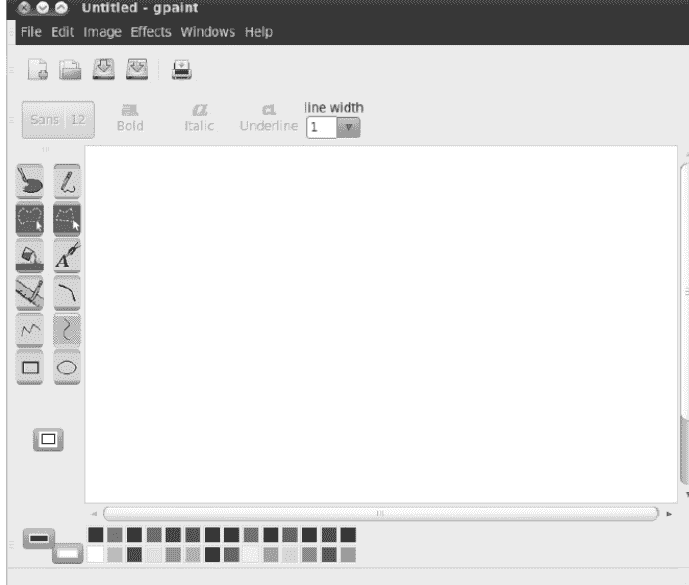 Untitled - gpaint
File Edit Image Effects Windows Help
line width
Sans 12 Bold Italic Underline 1